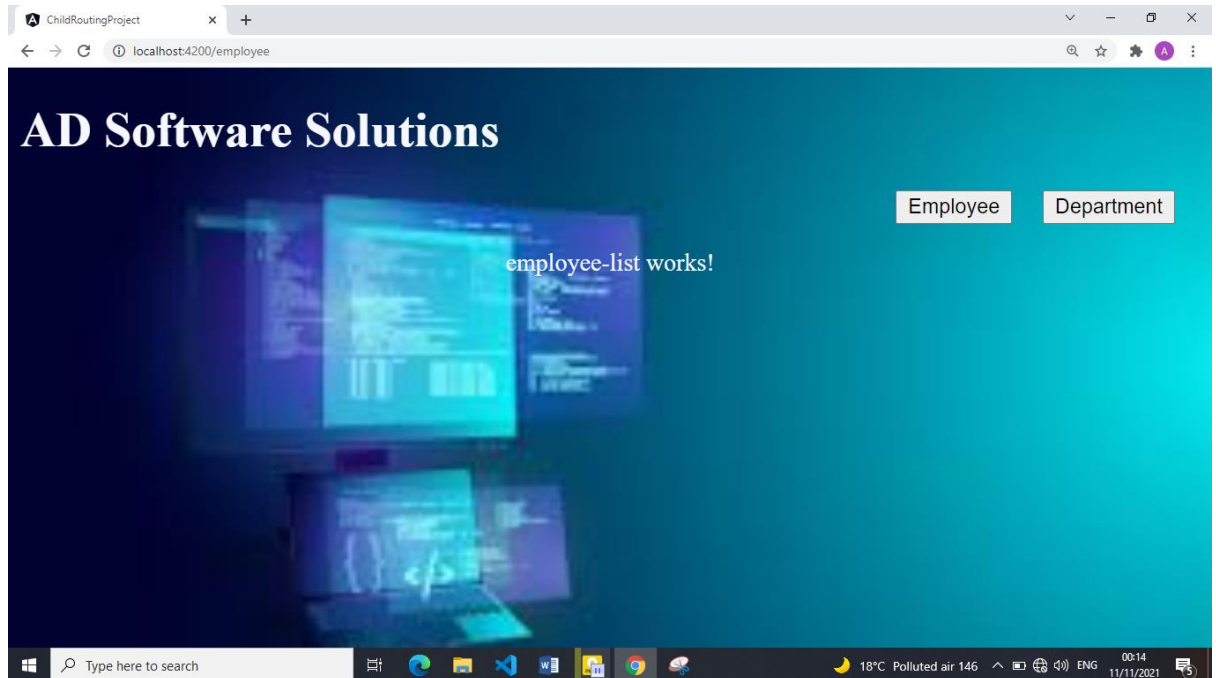 ChildRoutingProject
localhost:4200/employee
A
AD Software Solutions
Employee Department
employee-list works!
{ } </>
Type here to search
18°C Polluted air 146 ENG
00:14
11/11/2021
5